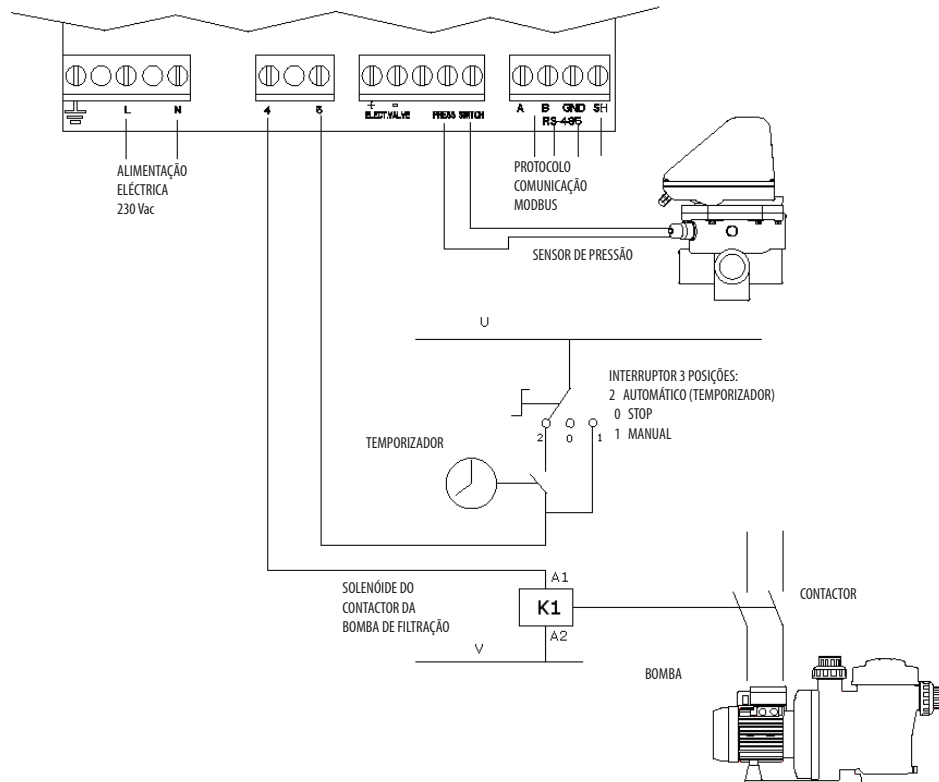 L N 4 5 + - A B GND SH
ELECT.VALVE PRESS SWITCH RS-485
ALIMENTAÇÃO
ELÉCTRICA
230 Vac
PROTOCOLO
COMUNICAÇÃO
MODBUS
SENSOR DE PRESSÃO
U
INTERRUPTOR 3 POSIÇÕES:
2 AUTOMÁTICO (TEMPORIZADOR)
0 STOP
1 MANUAL
2 0 1
TEMPORIZADOR
SOLENÓIDE DO
CONTACTOR DA
BOMBA DE FILTRAÇÃO
A1
K1
A2
V
CONTACTOR
BOMBA